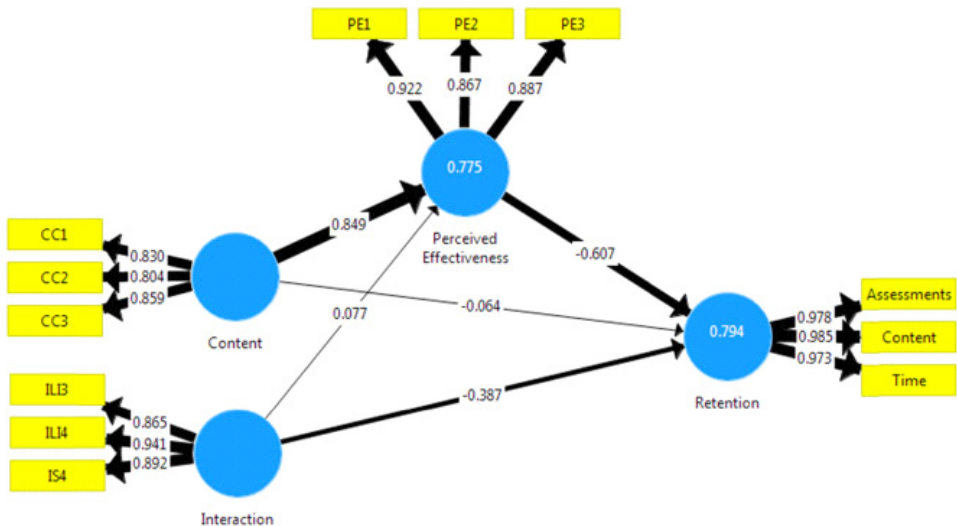 PE1
PE2
PE3
0.922
0.867
0.887
0.775
Perceived
Effectiveness
0.849
CC1
CC2
CC3
0.830
0.804
0.859
Content
0.077
-0.064
-0.607
-0.387
ILI3
ILI4
IS4
0.865
0.941
0.892
Interaction
0.794
Retention
0.978
0.985
0.973
Assessments
Content
Time